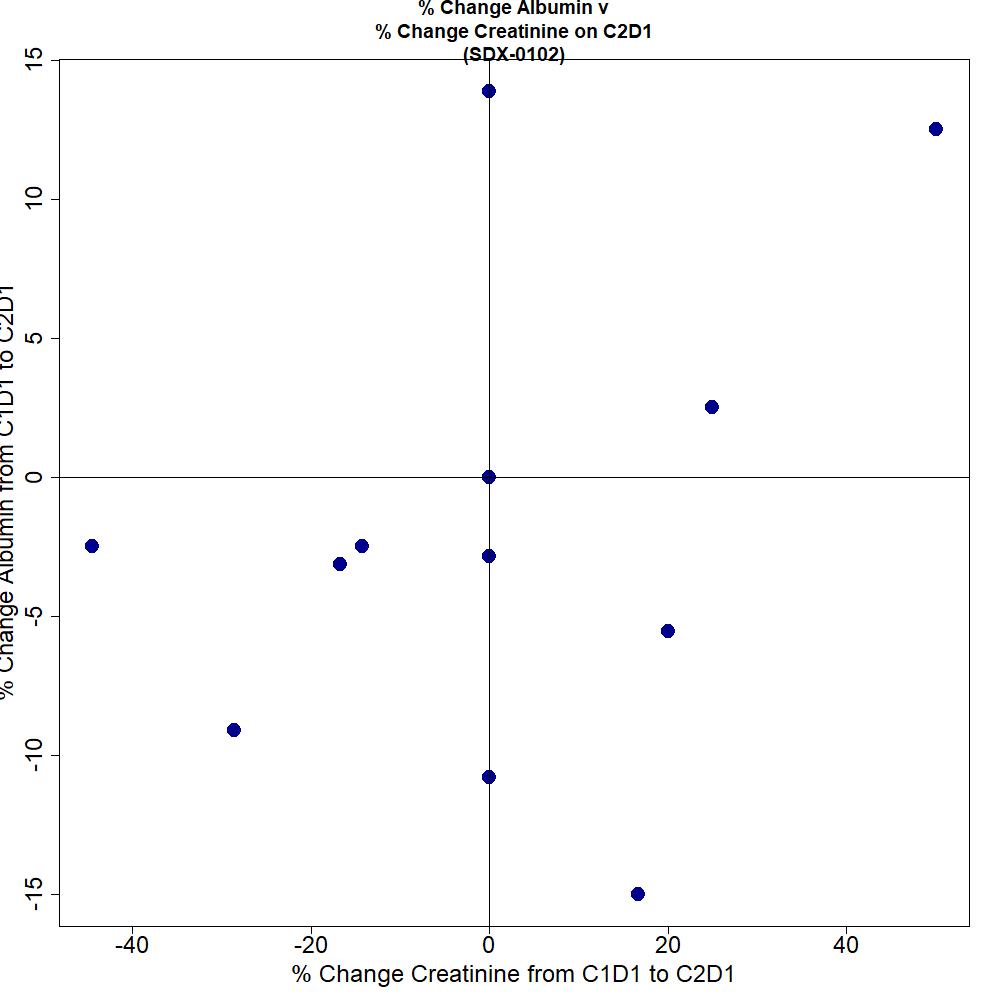 % Change Albumin v
% Change Creatinine on C2D1
(SDX-0102)
% Change Albumin from C1D1 to C2D1
15
10
5
0
-5
-10
-15
-40
-20
0
20
40
% Change Creatinine from C1D1 to C2D1